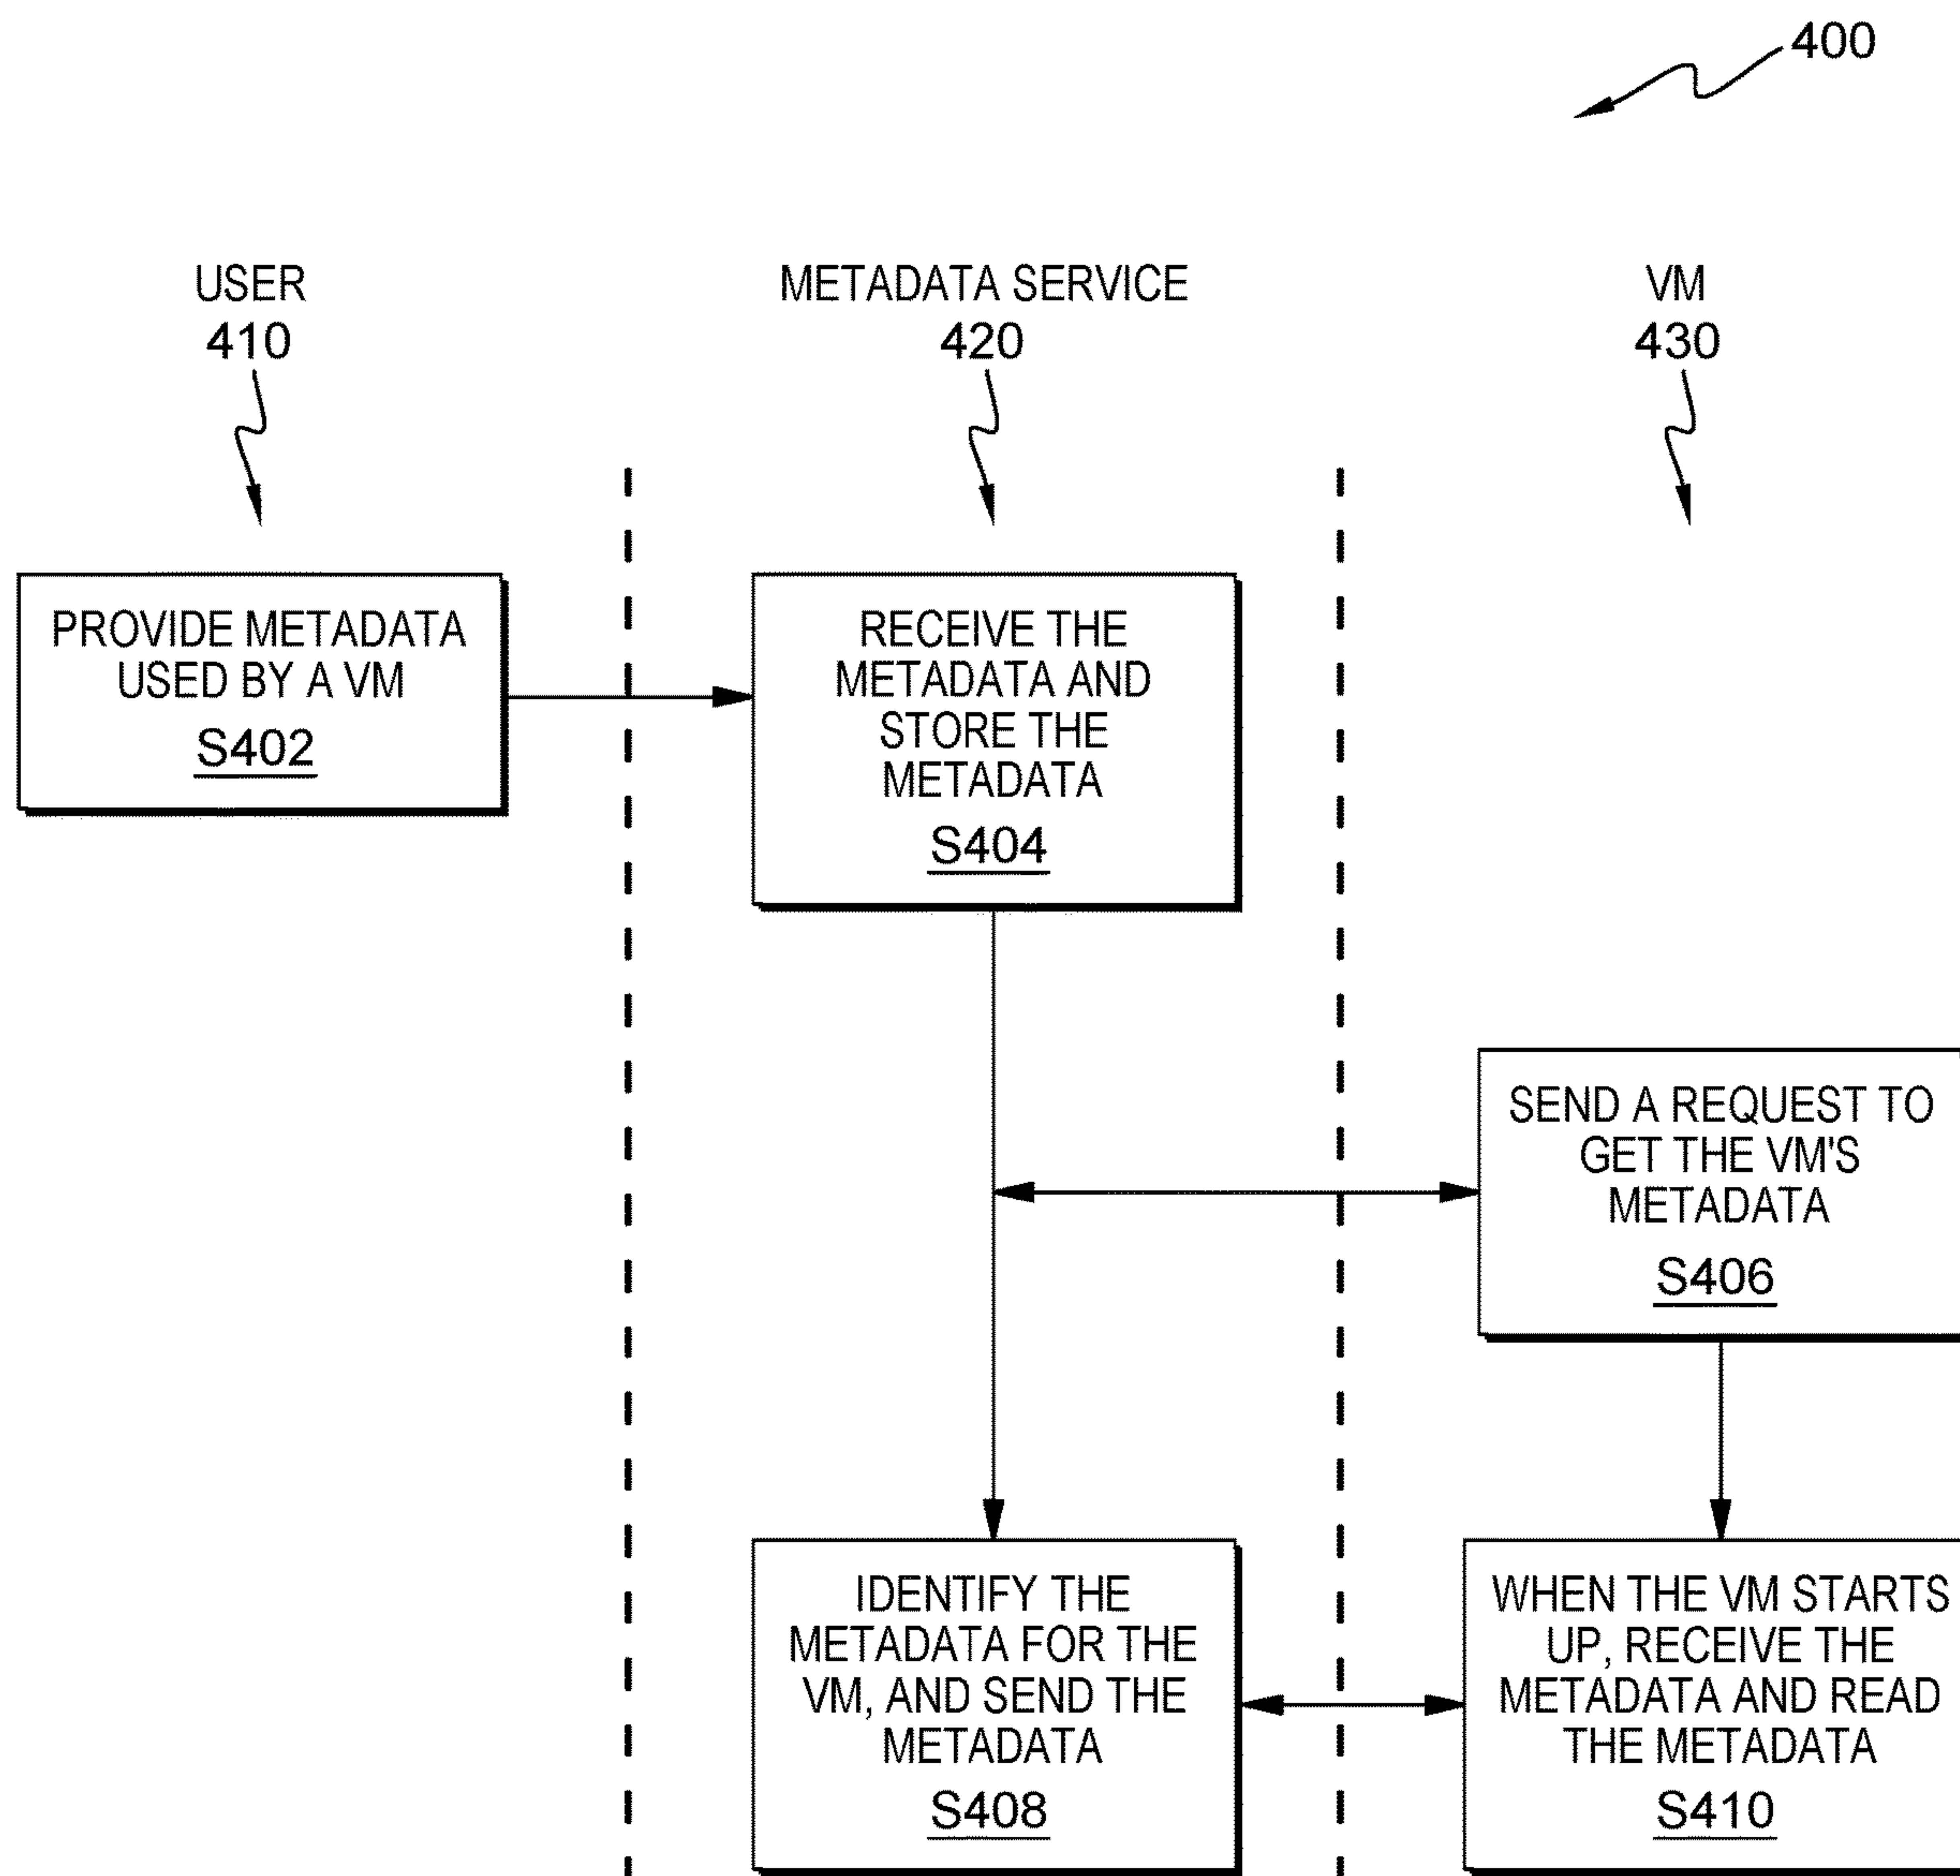 400
USER
410
METADATA SERVICE
420
VM
430
PROVIDE METADATA
USED BY A VM
S402
RECEIVE THE
METADATA AND
STORE THE
METADATA
S404
SEND A REQUEST TO
GET THE VM'S
METADATA
S406
IDENTIFY THE
METADATA FOR THE
VM, AND SEND THE
METADATA
S408
WHEN THE VM STARTS
UP, RECEIVE THE
METADATA AND READ
THE METADATA
S410